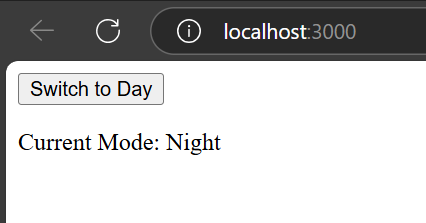 localhost:3000
Switch to Day
Current Mode: Night